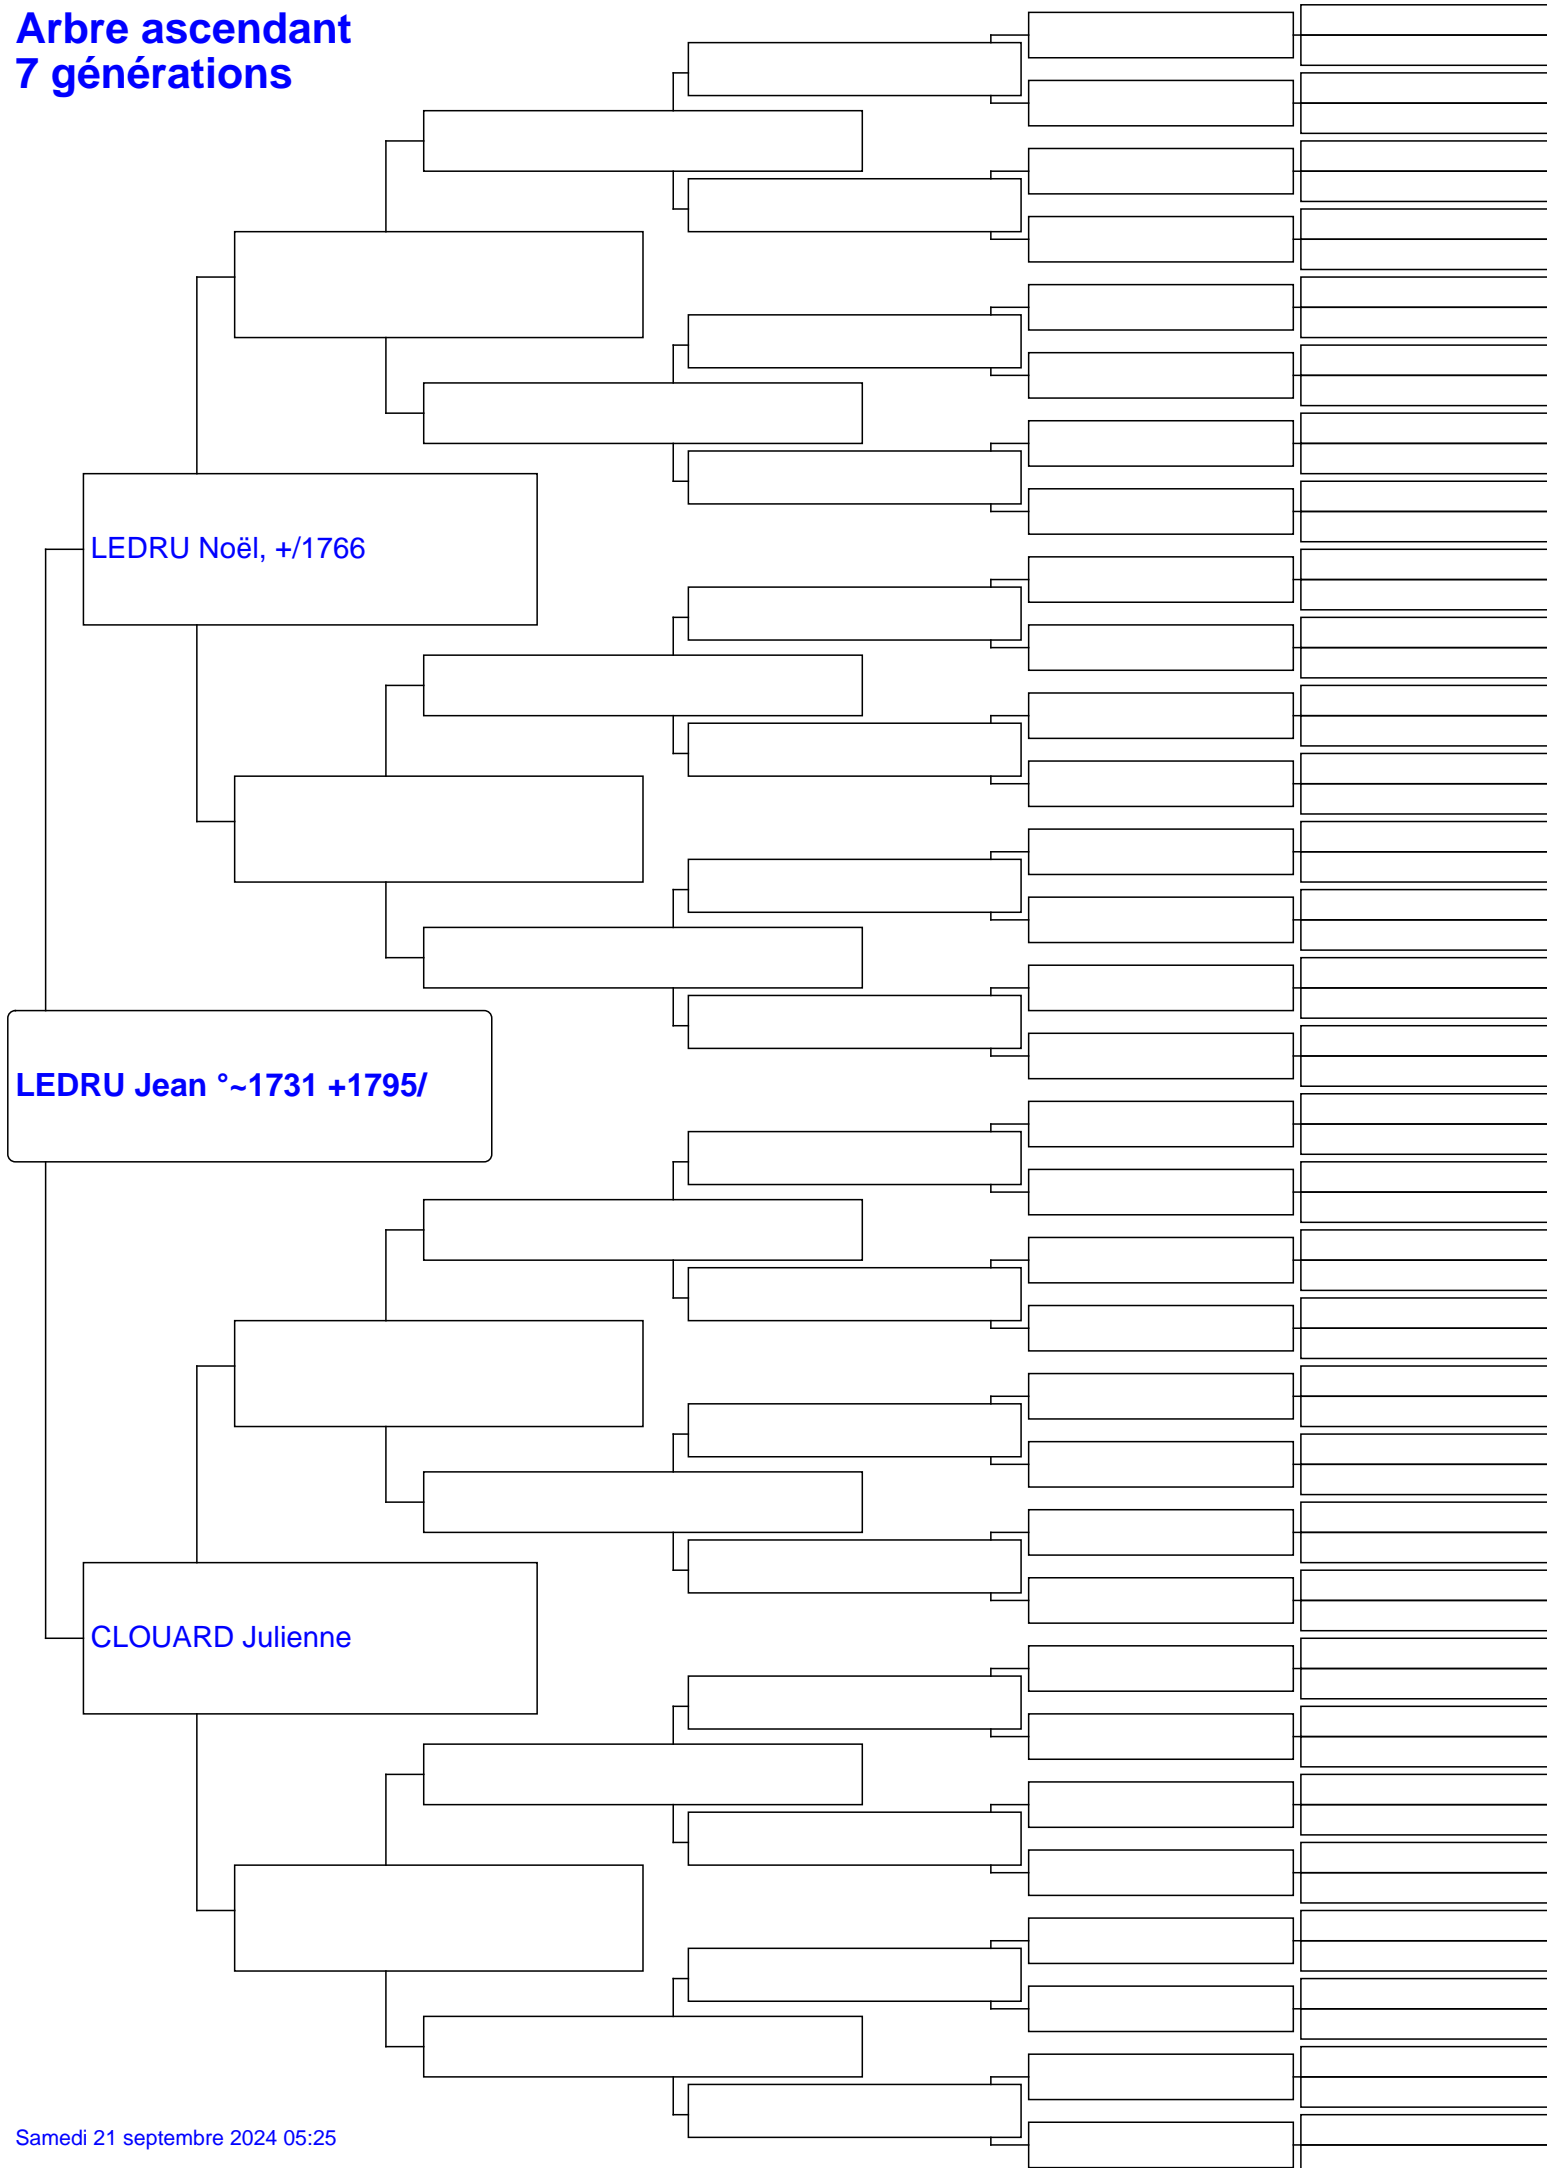 Arbre ascendant
7 générations
LEDRU Noël, +/1766
LEDRU Jean °~1731 +1795/
CLOUARD Julienne
Samedi 21 septembre 2024 05:25